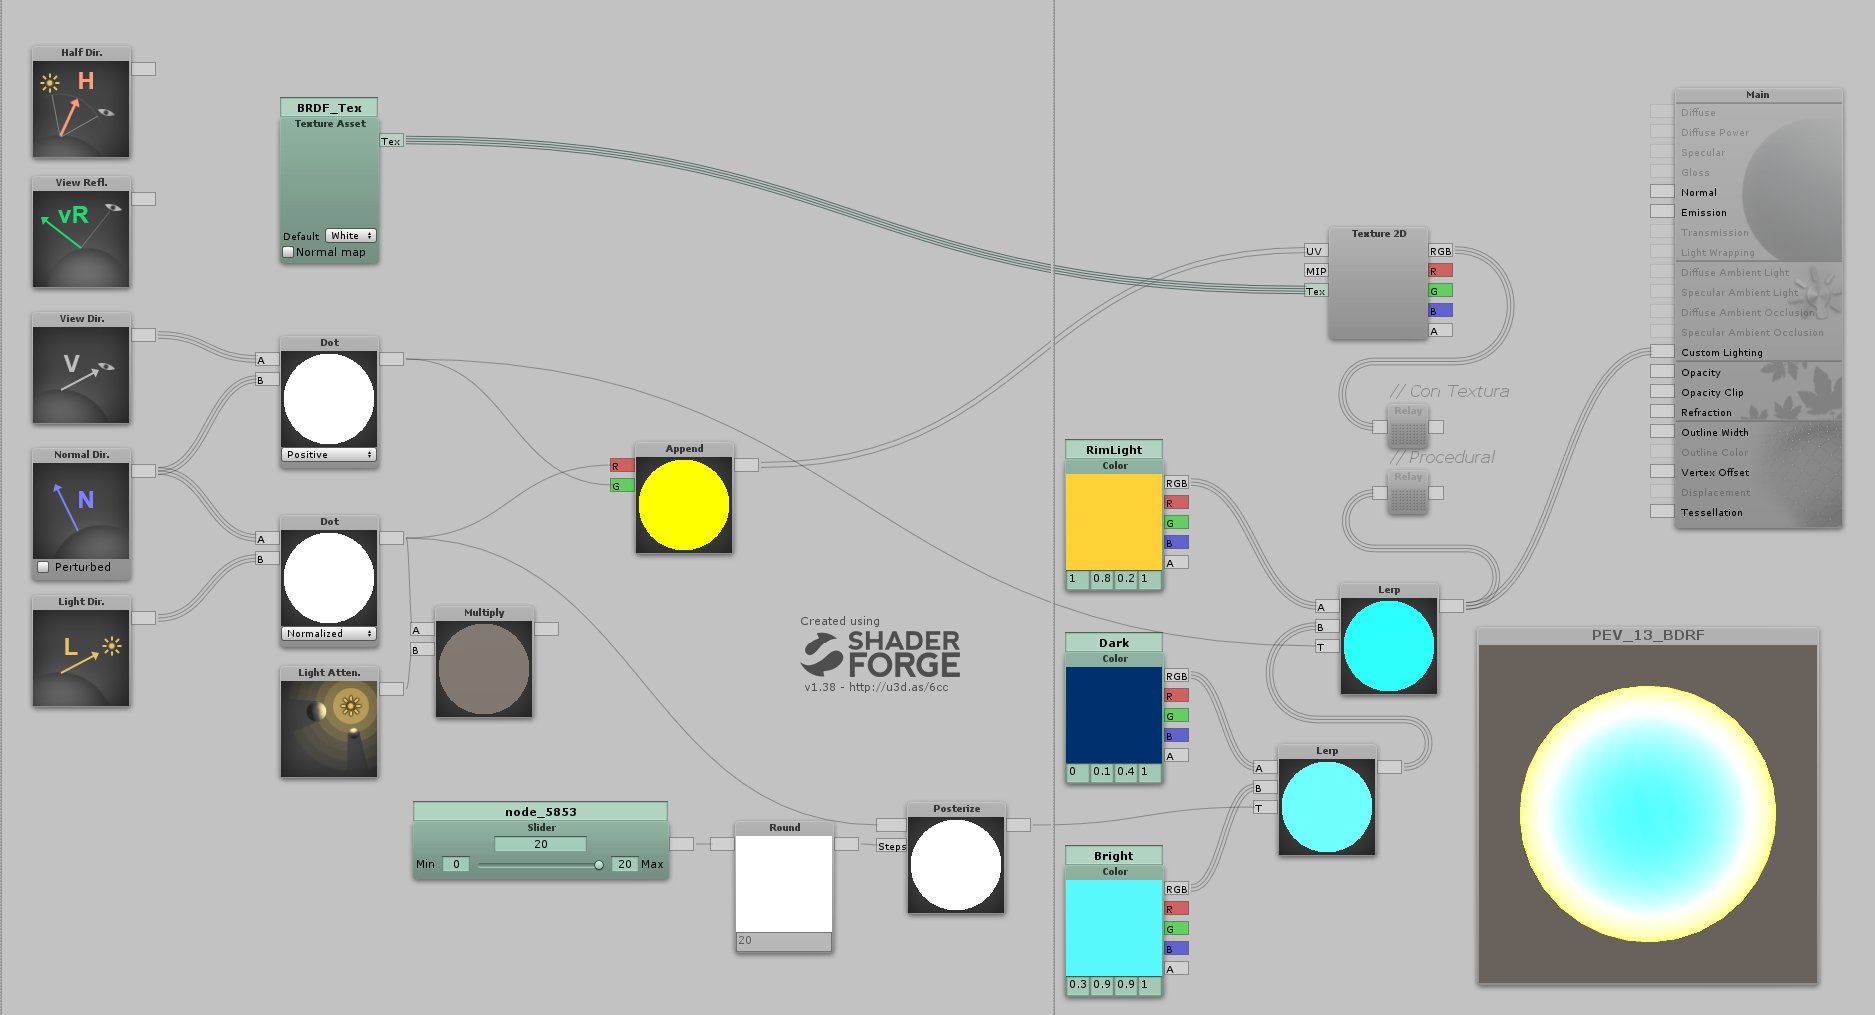 Half Dir.
H
View Refl.
vR
View Dir.
V
Normal Dir.
N
Perturbed
Light Dir.
L
BRDF_Tex
Texture Asset
Tex
Default White
Normal map
Dot
A
B
Positive
Dot
A
B
Normalized
Light Atten.
Multiply
A
B
Append
R
G
node_5853
Slider
20
Min 0 20 Max
Round
20
Posterize
Steps
Created using
SHADER
FORGE
v1.38 - http://u3d.as/6cc
RimLight
Color
RGB
R
G
B
A
1 0.8 0.2 1
Dark
Color
RGB
R
G
B
A
0 0.1 0.4 1
Bright
Color
RGB
R
G
B
A
0.3 0.9 0.9 1
Texture 2D
UV RGB
MIP R
Tex G
B
A
// Con Textura
Relay
//Procedural
Relay
Lerp
A
B
T
Lerp
A
B
T
Main
Diffuse
Diffuse Power
Specular
Gloss
Normal
Emission
Transmission
Light Wrapping
Diffuse Ambient Light
Specular Ambient Light
Diffuse Ambient Occlusion
Specular Ambient Occlusion
Custom Lighting
Opacity
Opacity Clip
Refraction
Outline Width
Outline Color
Vertex Offset
Displacement
Tessellation
PEV_13_BDRF